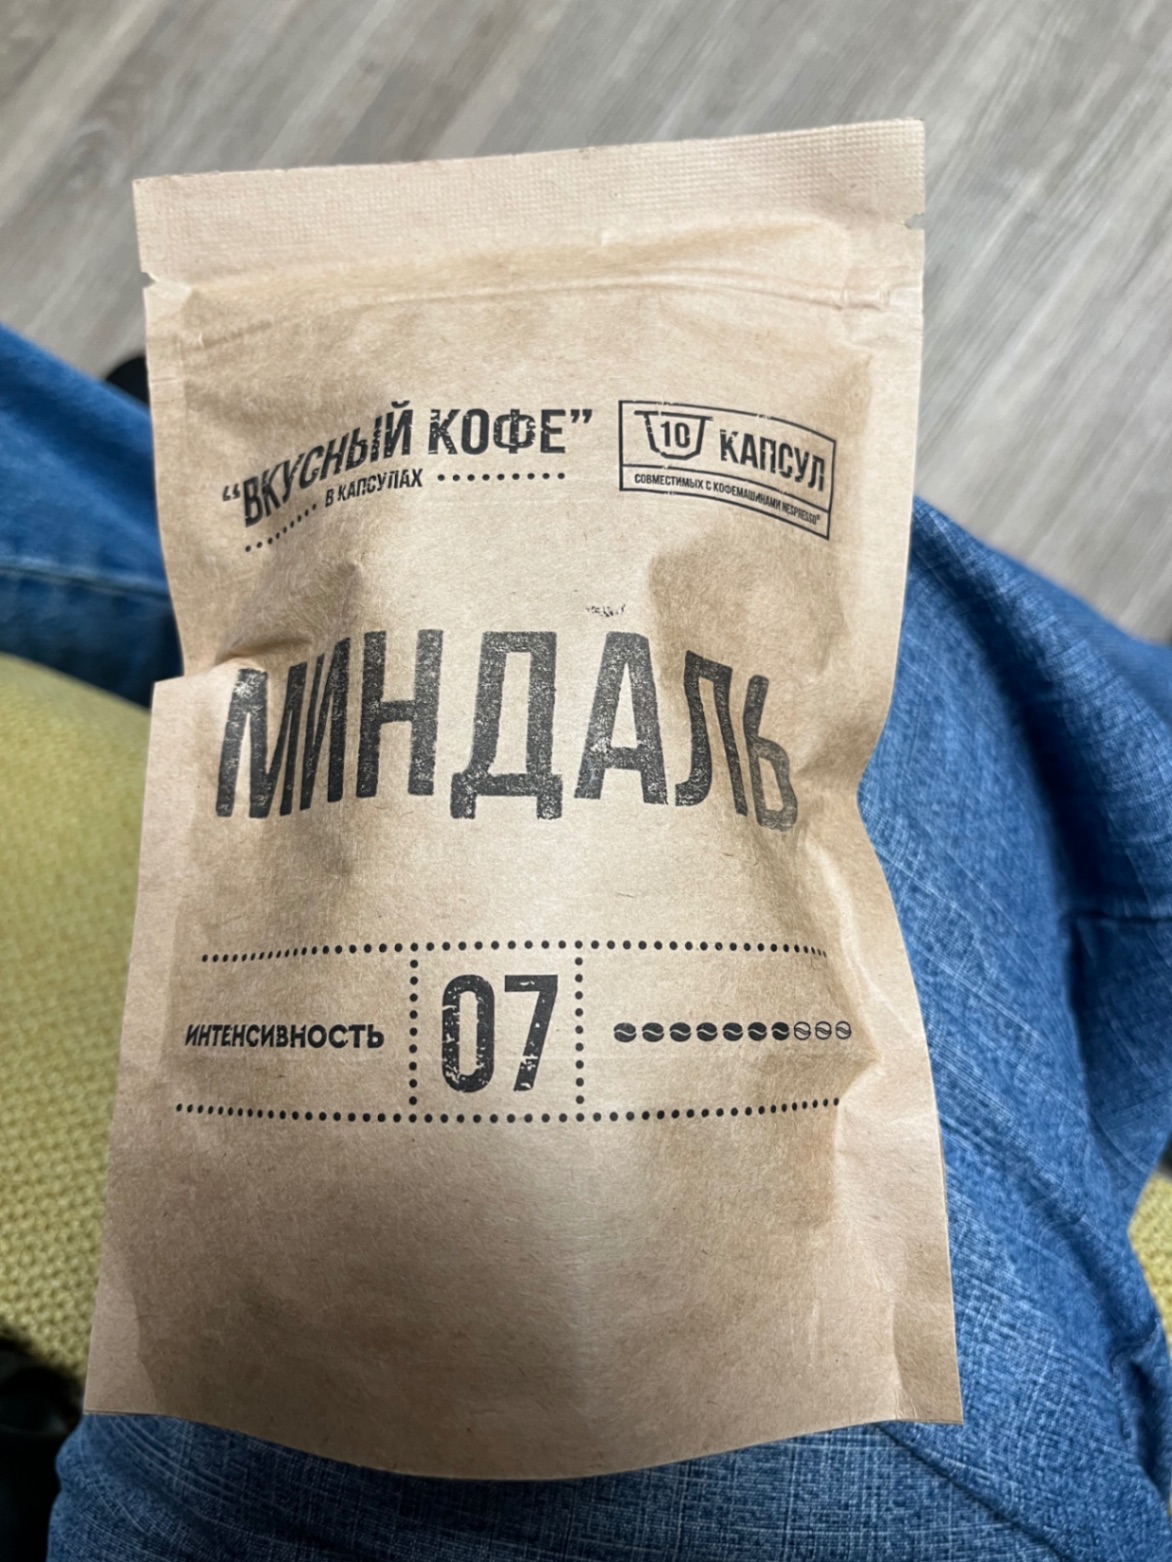 "ВКУСНЫЙ КОФЕ"
В КАПСУЛАХ
10 КАПСУЛ
СОВМЕСТИМЫХ С КОФЕМАШИНАМИ NESPRESSO®
МИНДАЛЬ
ИНТЕНСИВНОСТЬ 07